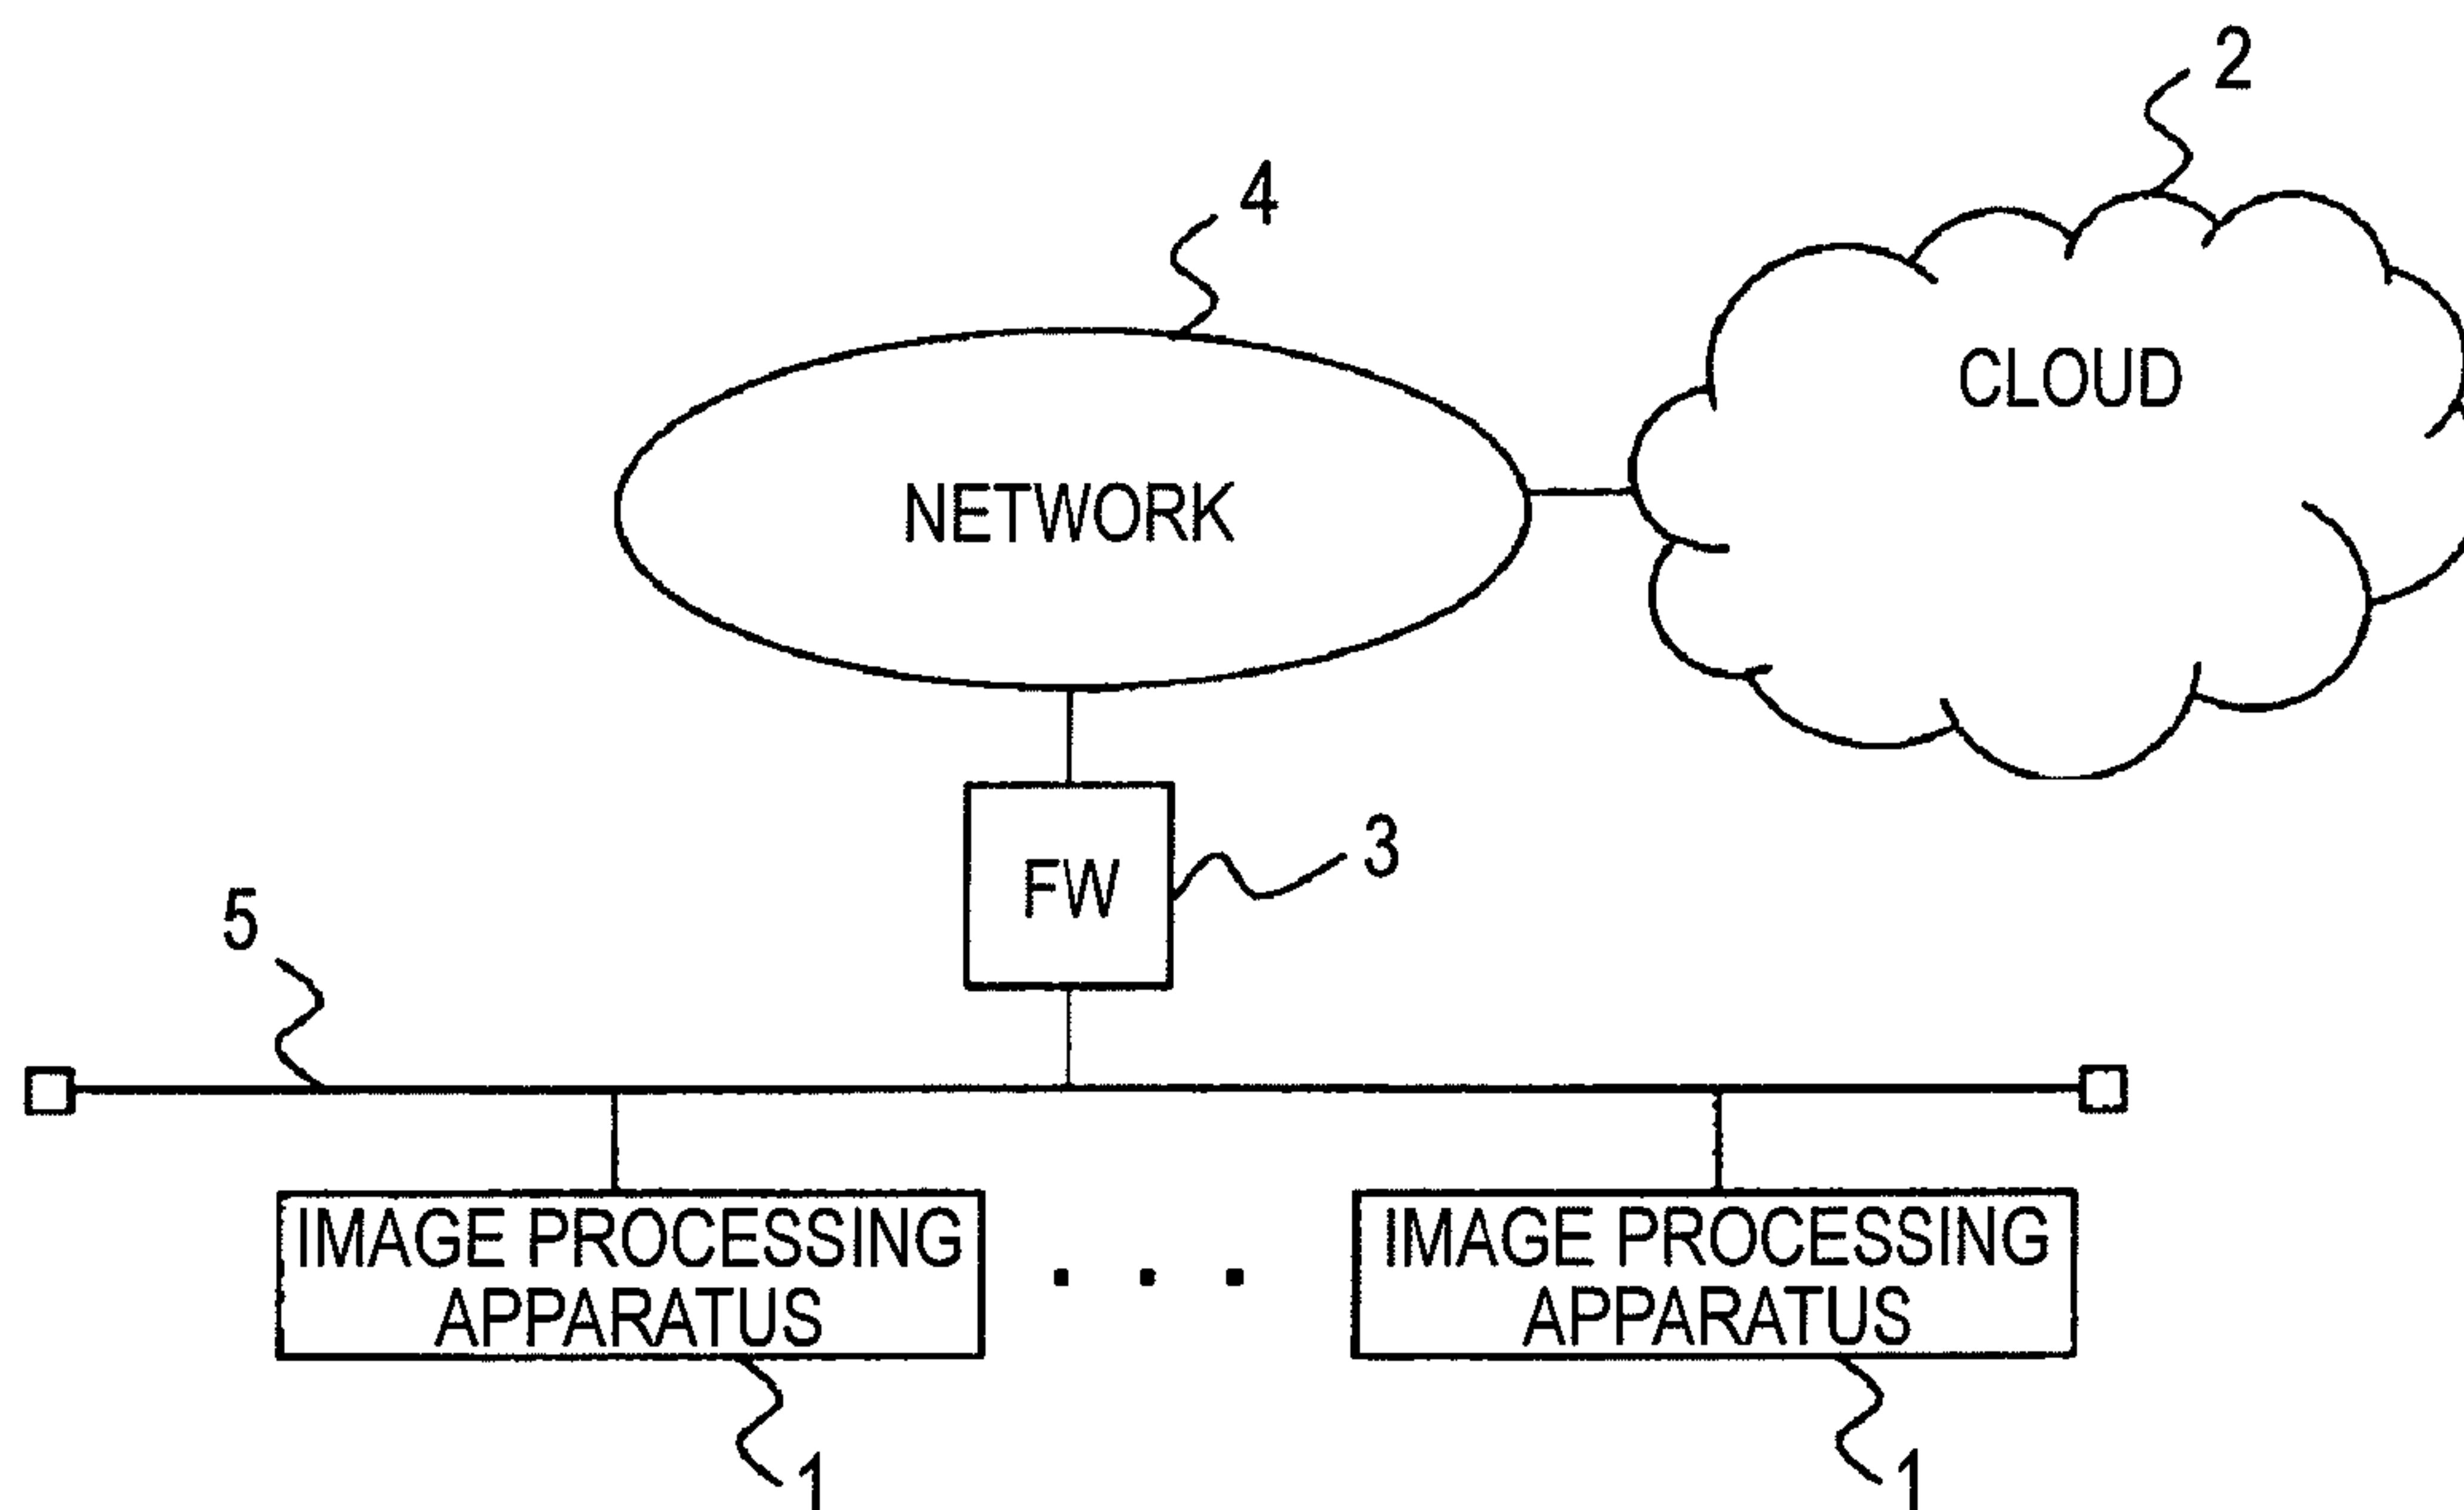 2
4
CLOUD
NETWORK
3
FW
5
IMAGE PROCESSING
APPARATUS
IMAGE PROCESSING
APPARATUS
1
1